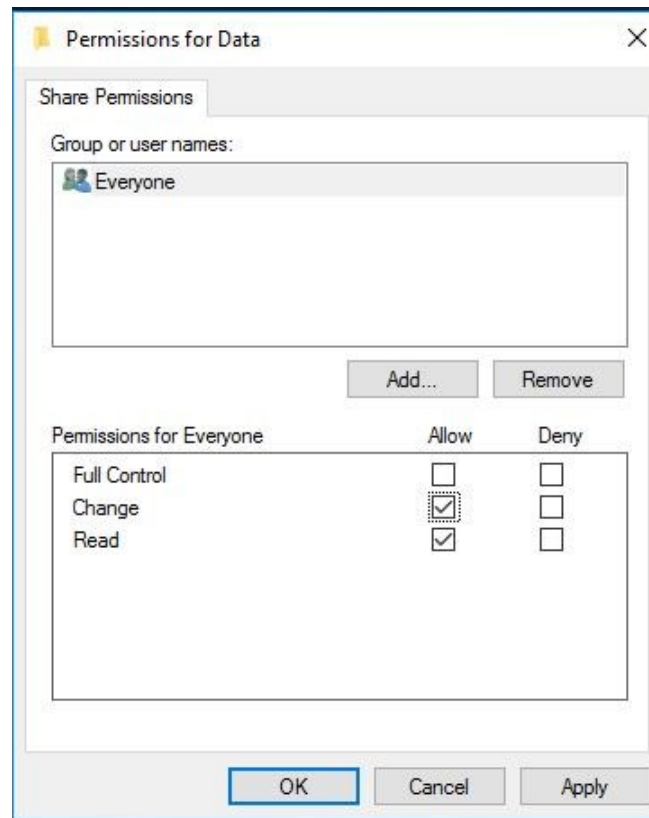 Permissions for Data
Share Permissions
Group or user names:
Everyone
Add... Remove
Permissions for Everyone Allow Deny
Full Control
Change
Read
OK Cancel Apply